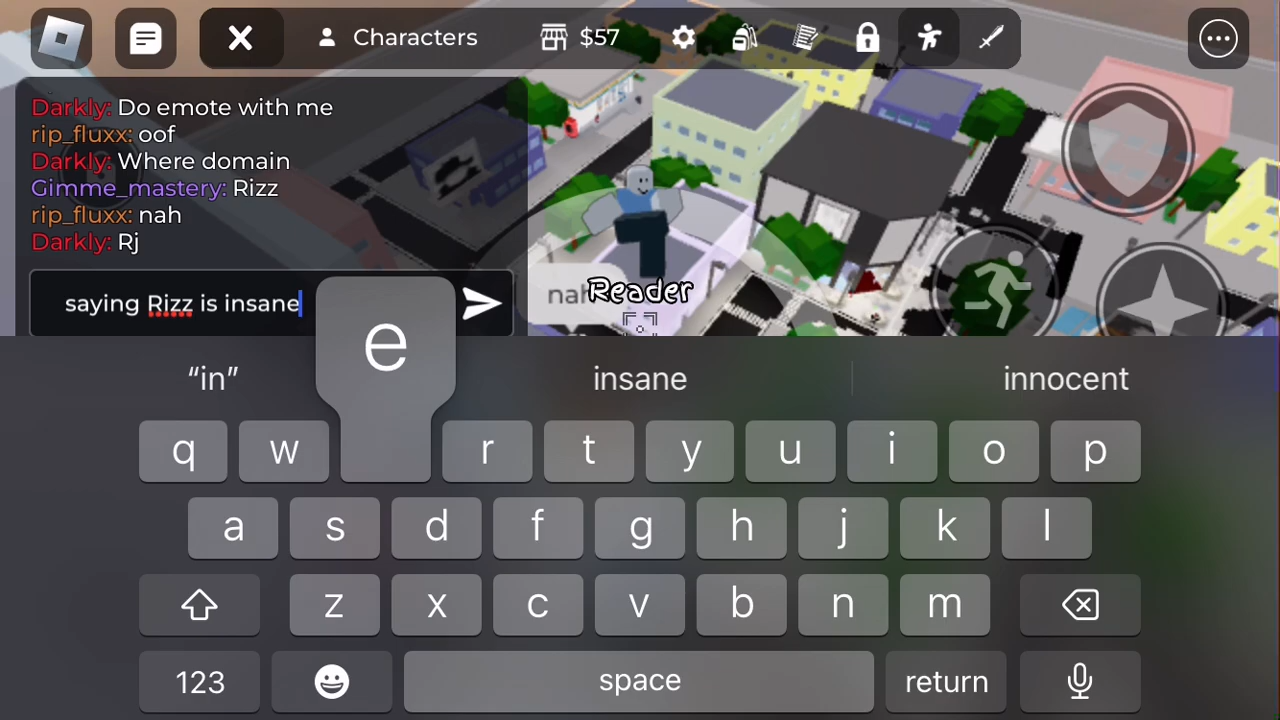 Characters
$57
Darkly: Do emote with me
rip_fluxx: oof
Darkly: Where domain
Gimme_mastery: Rizz
rip_fluxx: nah
Darkly: Rj
saying Rizz is insane
nah
Reader
e
“in”
insane
innocent
q w r t y u i o p
a s d f g h j k l
z x c v b n m
123
space
return